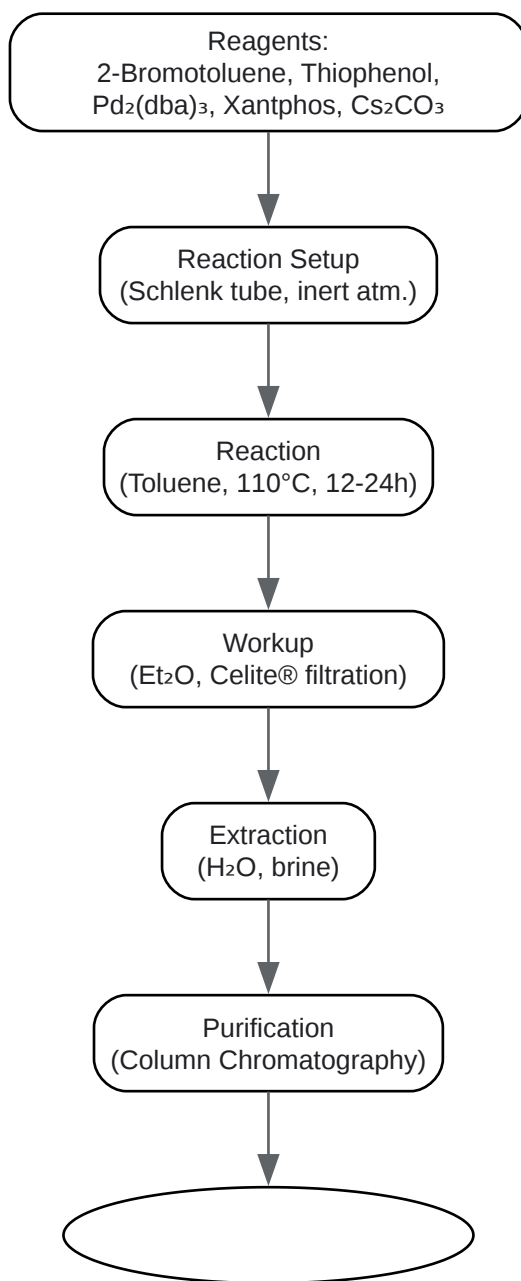 Reagents:
2-Bromotoluene, Thiophenol,
Pd₂(dba)₃, Xantphos, Cs₂CO₃
Reaction Setup
(Schlenk tube, inert atm.)
Reaction
(Toluene, 110°C, 12-24h)
Workup
(Et₂O, Celite® filtration)
Extraction
(H₂O, brine)
Purification
(Column Chromatography)